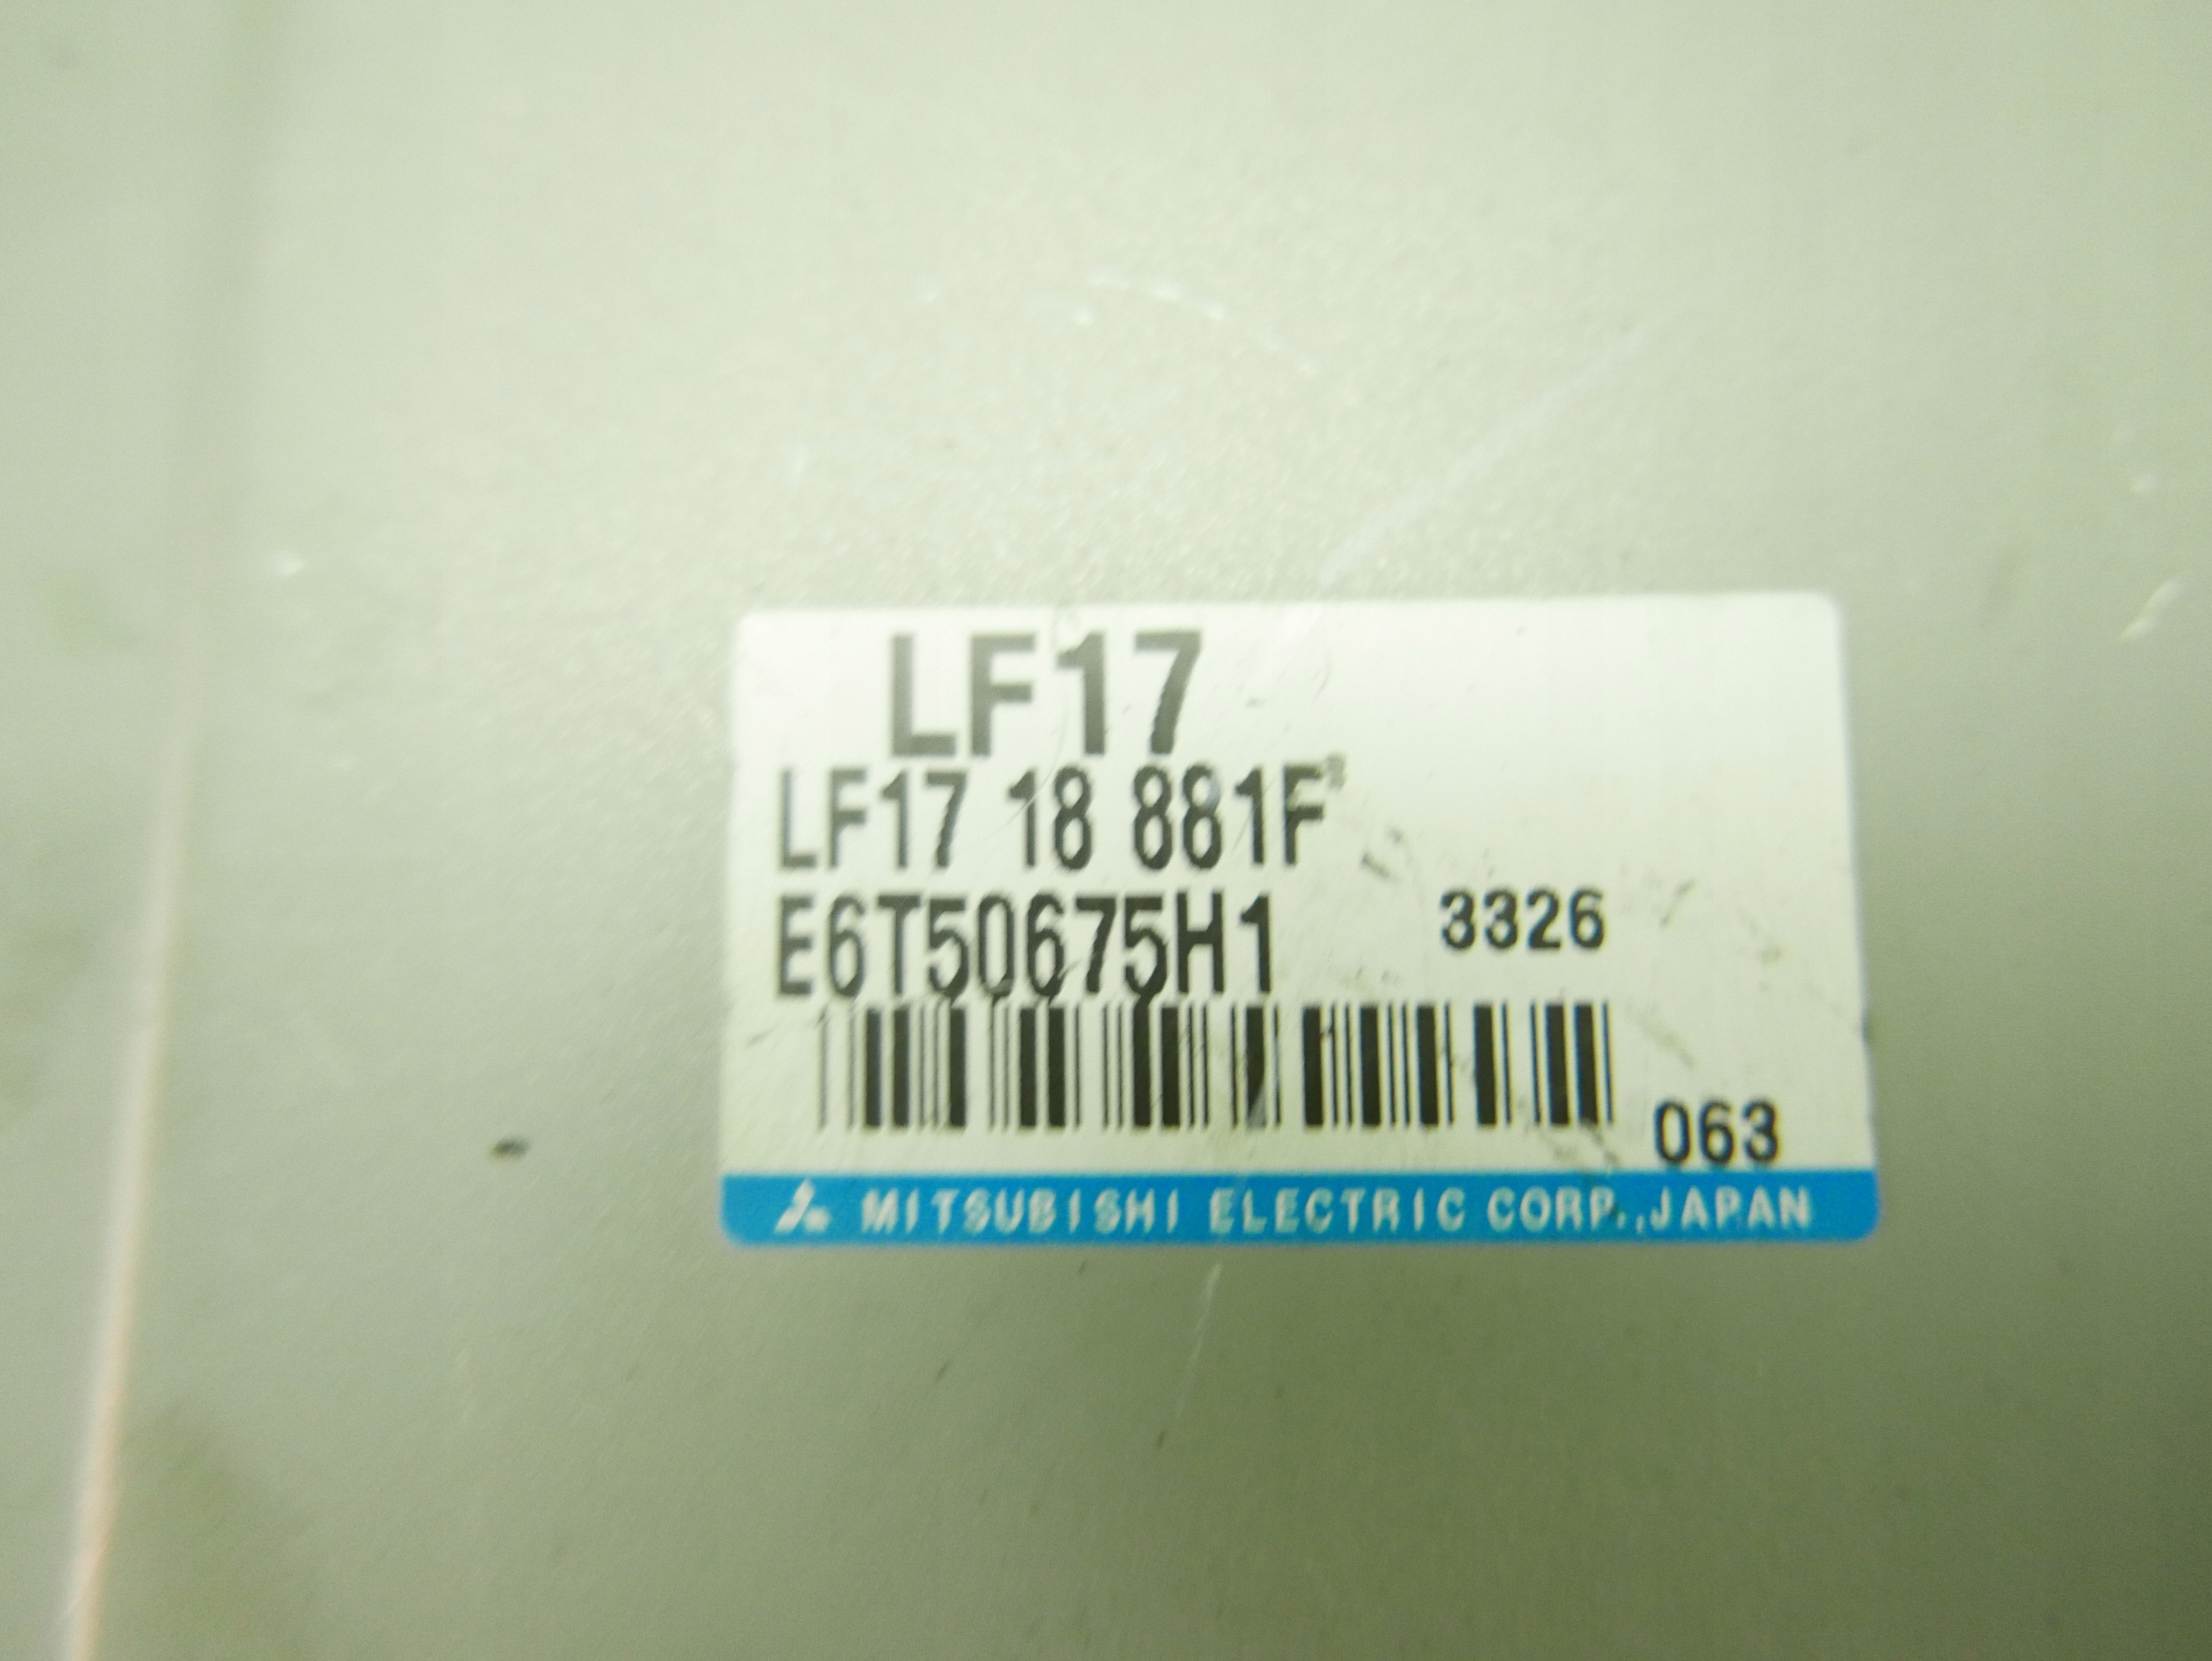 LF17
LF17 18 881F
E6T50675H1 3326
063
MITSUBISHI ELECTRIC CORP.,JAPAN